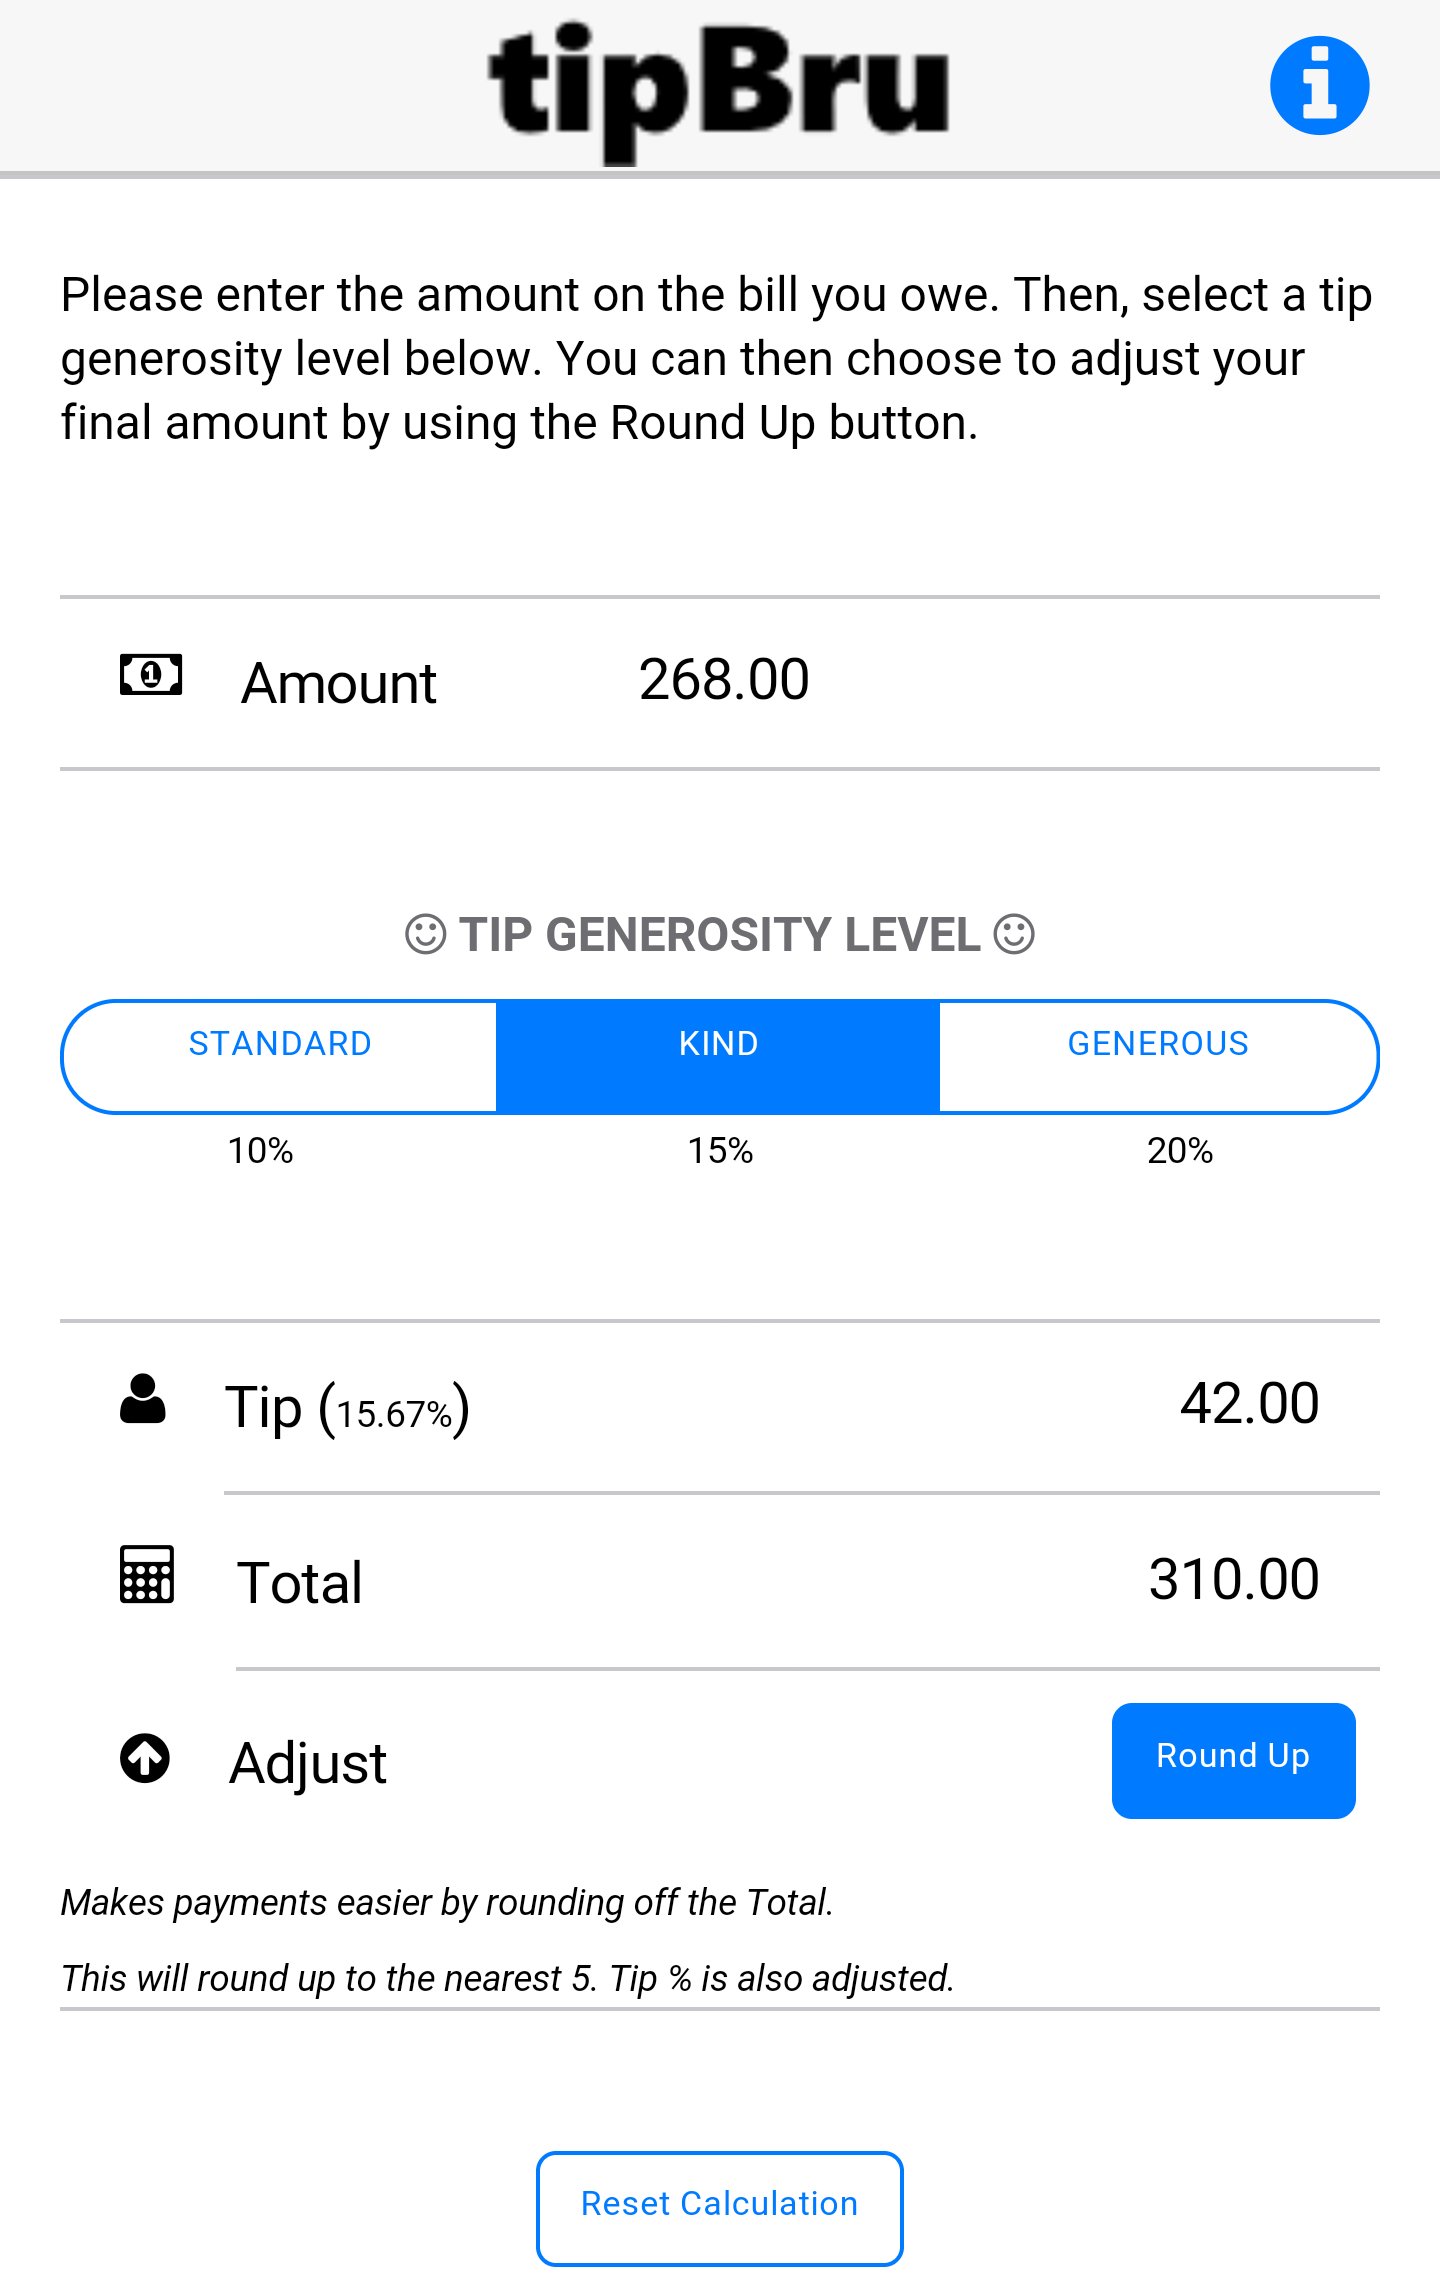 tipBru
Please enter the amount on the bill you owe. Then, select a tip
generosity level below. You can then choose to adjust your
final amount by using the Round Up button.
Amount 268.00
TIP GENEROSITY LEVEL
STANDARD KIND GENEROUS
10% 15% 20%
Tip (15.67%) 42.00
Total 310.00
Adjust Round Up
Makes payments easier by rounding off the Total.
This will round up to the nearest 5. Tip % is also adjusted.
Reset Calculation